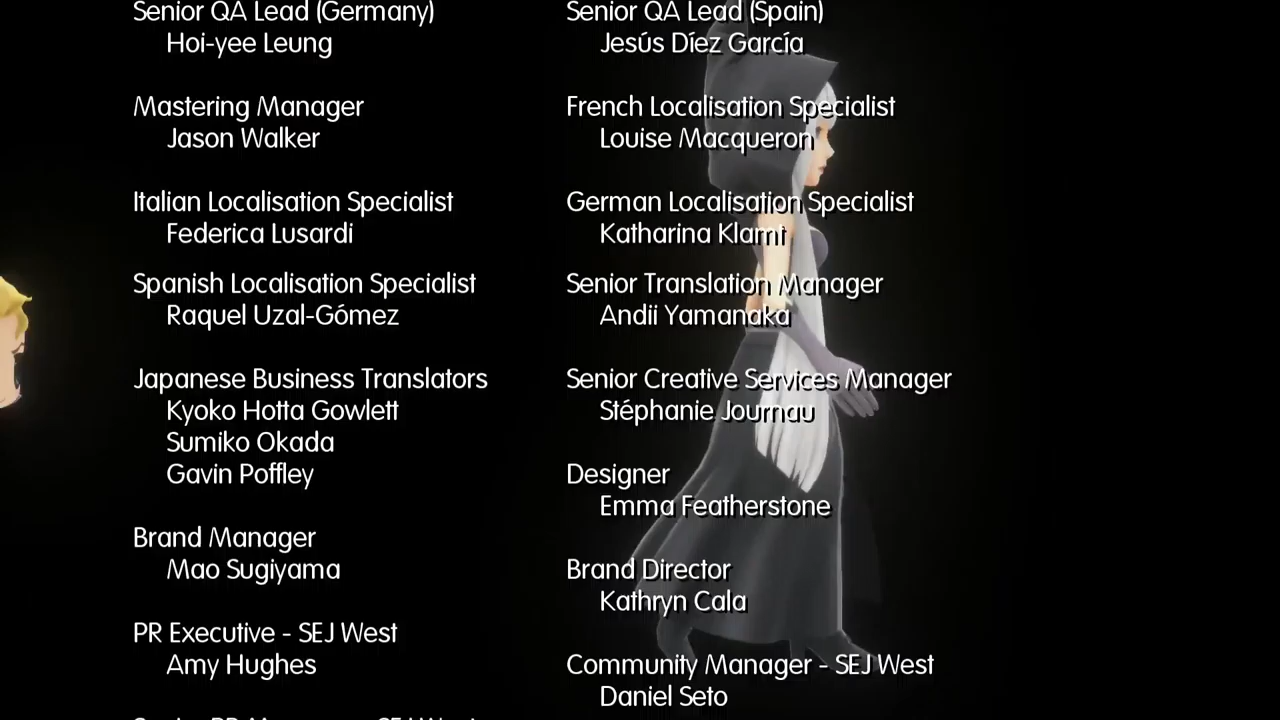 Senior QA Lead (Germany)
Hoi-yee Leung
Mastering Manager
Jason Walker
Italian Localisation Specialist
Federica Lusardi
Spanish Localisation Specialist
Raquel Uzal-Gómez
Japanese Business Translators
Kyoko Hotta Gowlett
Sumiko Okada
Gavin Poffley
Brand Manager
Mao Sugiyama
PR Executive - SEJ West
Amy Hughes
Senior QA Lead (Spain)
Jesús Díez García
French Localisation Specialist
Louise Macqueron
German Localisation Specialist
Katharina Klamt
Senior Translation Manager
Andii Yamanaka
Senior Creative Services Manager
Stéphanie Journau
Designer
Emma Featherstone
Brand Director
Kathryn Cala
Community Manager - SEJ West
Daniel Seto